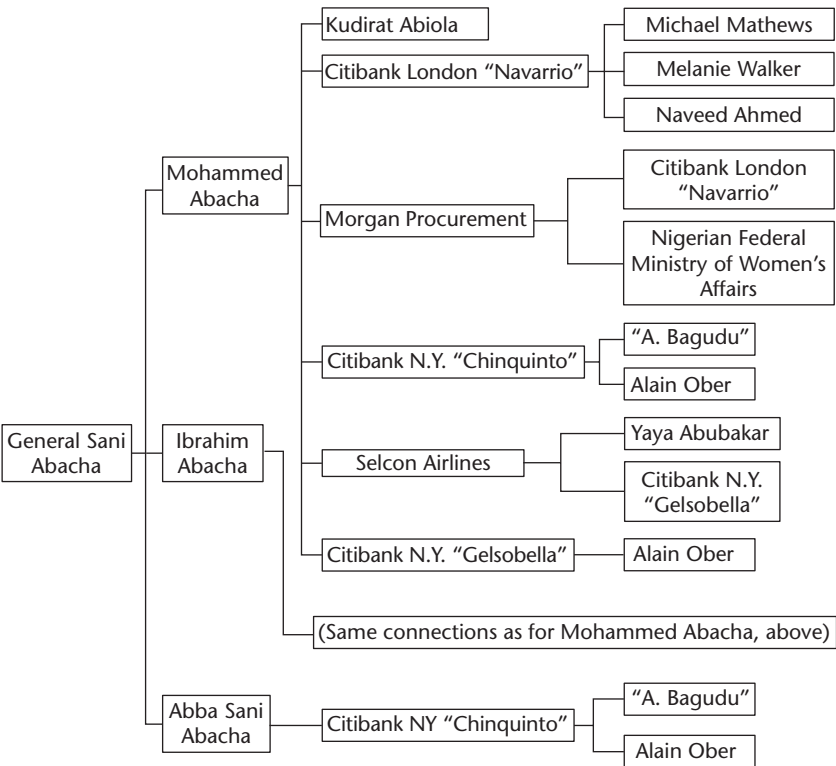 Kudirat Abiola
Michael Mathews
Citibank London “Navarrio”
Melanie Walker
Naveed Ahmed
Mohammed
Abacha
Citibank London
“Navarrio”
Morgan Procurement
Nigerian Federal
Ministry of Women’s
Affairs
Citibank N.Y. “Chinquinto”
“A. Bagudu”
Alain Ober
General Sani
Abacha
Ibrahim
Abacha
Selcon Airlines
Yaya Abubakar
Citibank N.Y.
“Gelsobella”
Citibank N.Y. “Gelsobella”
Alain Ober
(Same connections as for Mohammed Abacha, above)
Abba Sani
Abacha
Citibank NY “Chinquinto”
“A. Bagudu”
Alain Ober